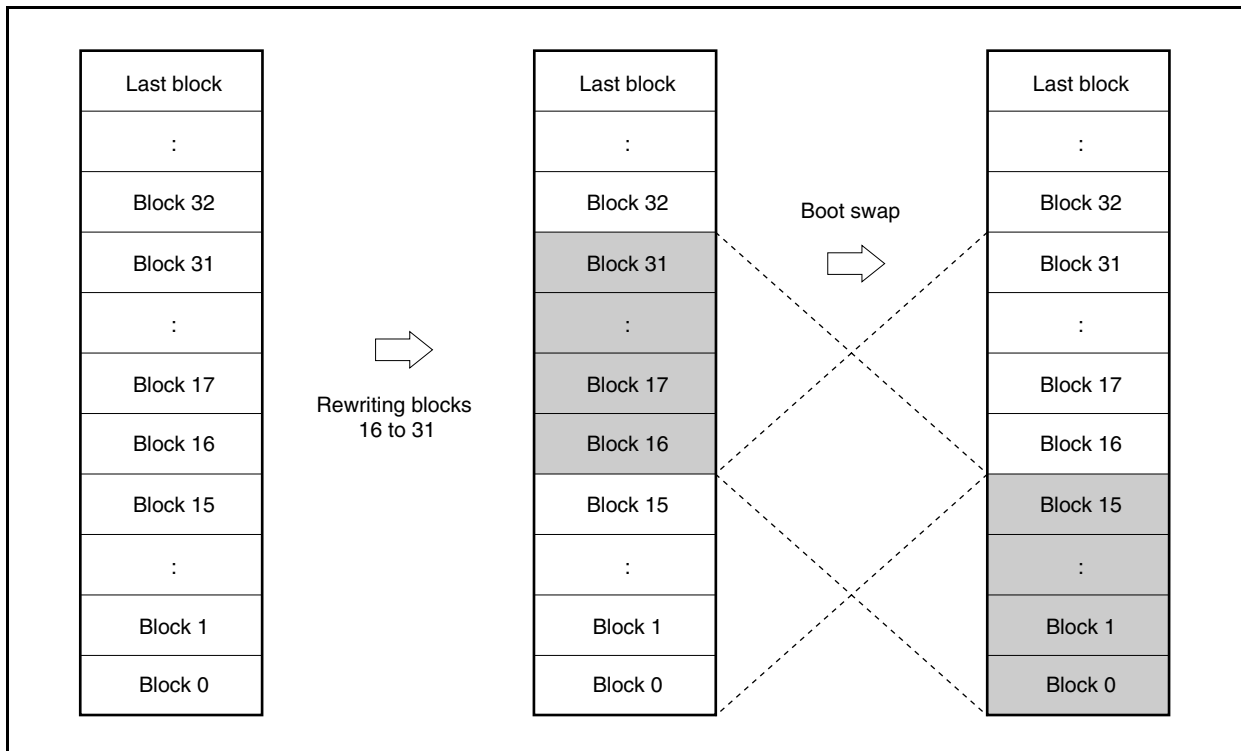 Last block
:
Block 32
Block 31
:
Block 17
Block 16
Block 15
:
Block 1
Block 0
Rewriting blocks
16 to 31
Last block
:
Block 32
Block 31
:
Block 17
Block 16
Block 15
:
Block 1
Block 0
Boot swap
Last block
:
Block 32
Block 31
:
Block 17
Block 16
Block 15
:
Block 1
Block 0